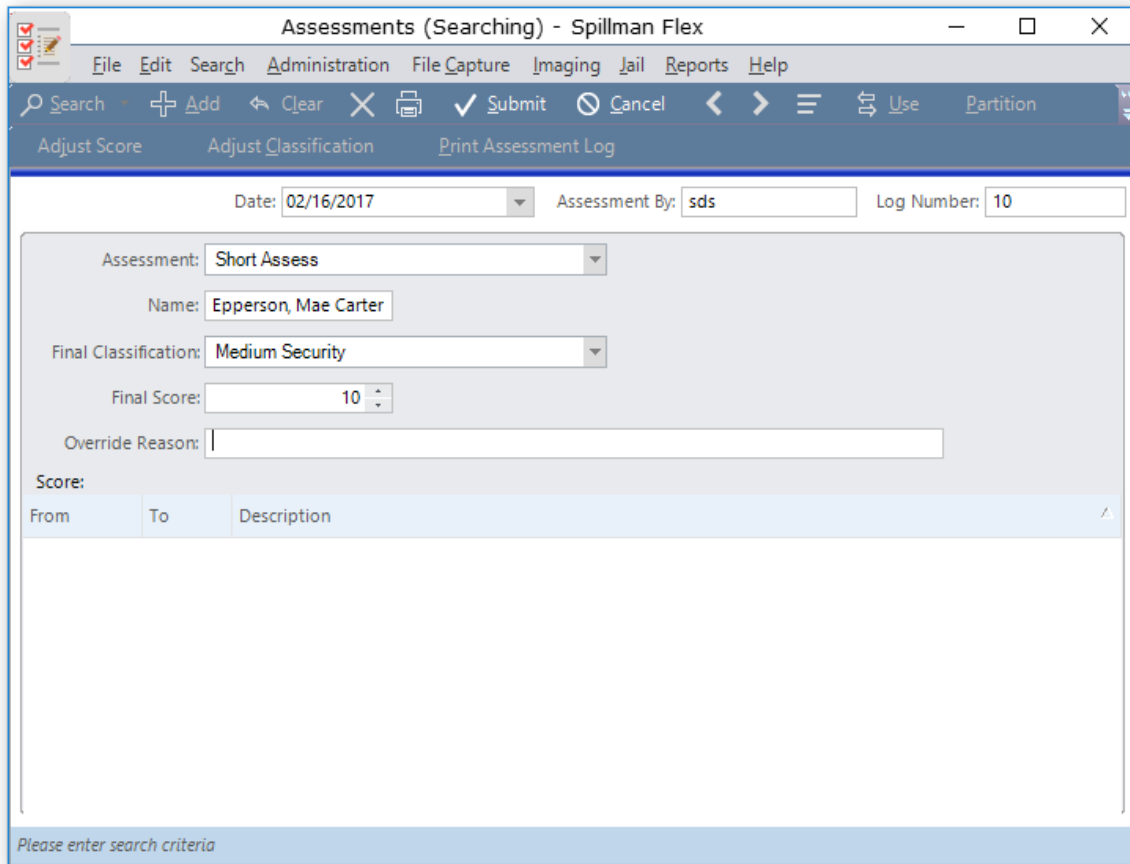 Assessments (Searching) - Spillman Flex
File Edit Search Administration File Capture Imaging Jail Reports Help
Search Add Clear Submit Cancel Use Partition
Adjust Score Adjust Classification Print Assessment Log
Date: 02/16/2017 Assessment By: sds Log Number: 10
Assessment: Short Assess
Name: Epperson, Mae Carter
Final Classification: Medium Security
Final Score: 10
Override Reason:
Score:
From To Description
Please enter search criteria